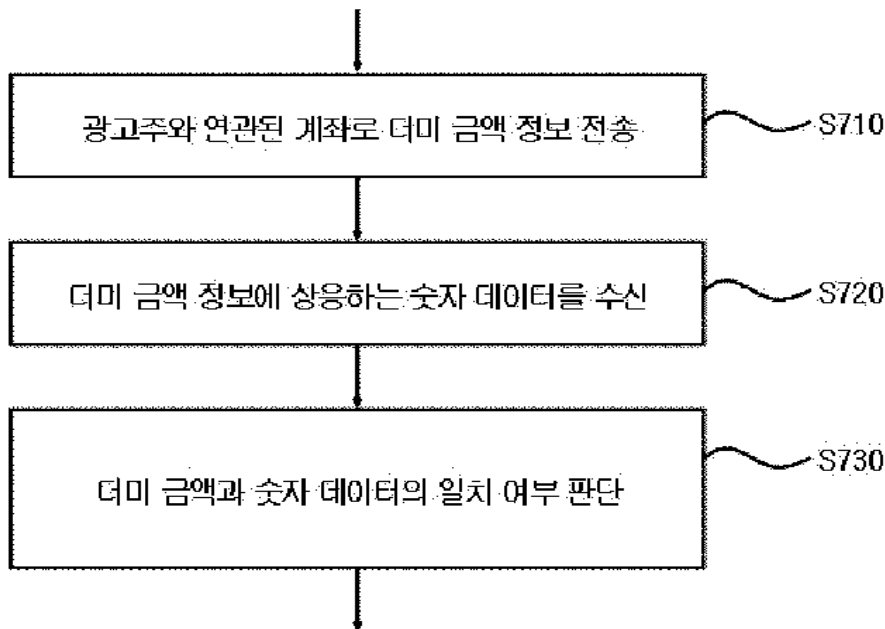 광고주와 연관된 계좌로 더미 금액 정보 전송
S710
더미 금액 정보에 상응하는 숫자 데이터를 수신
S720
더미 금액과 숫자 데이터의 일치 여부 판단
S730